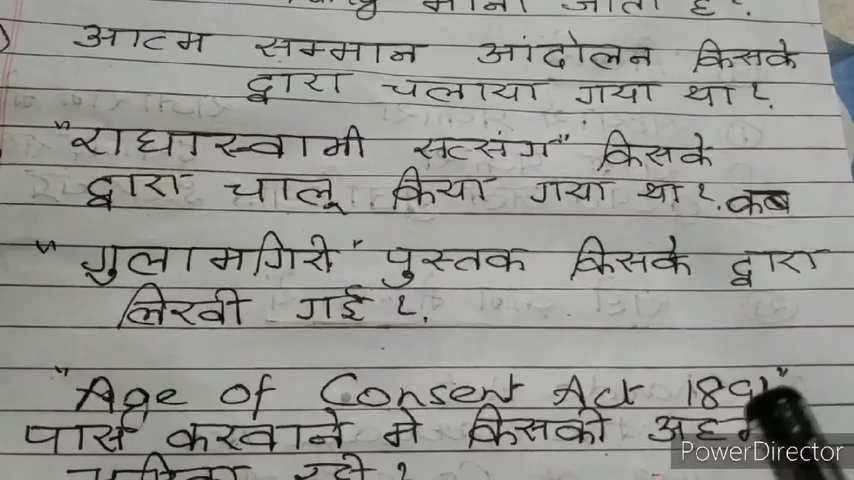 माना जाता है?
आत्म सम्मान आंदोलन किसके
द्वारा चलाया गया था?
"राधास्वामी सत्संग" किसके
द्वारा चालू किया गया था? कब
"गुलामगिरी" पुस्तक किसके द्वारा
लिखी गई?
"Age of Consent Act 1891"
पास करवाने मे किसकी
रही?
PowerDirector